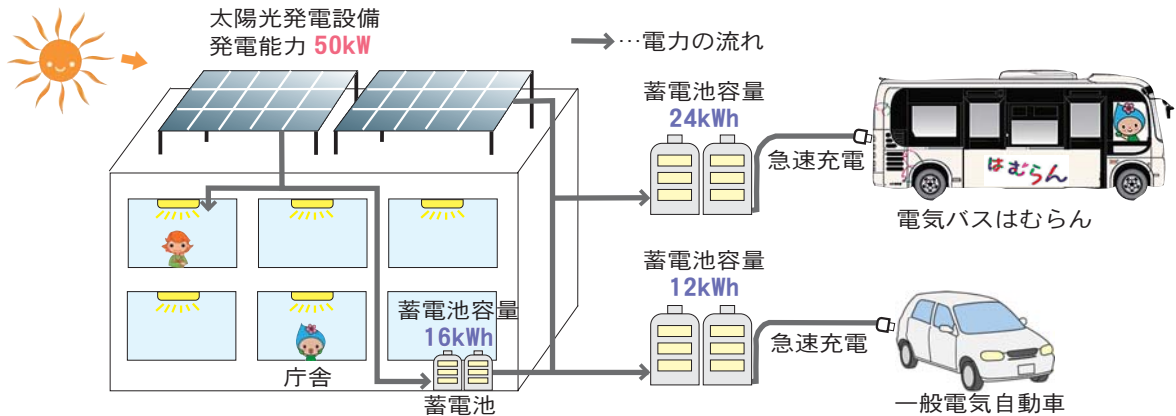 太陽光発電設備
発電能力 50kW
…電力の流れ
蓄電池容量
24kWh
急速充電
はむらん
電気バスはむらん
蓄電池容量
12kWh
急速充電
一般電気自動車
蓄電池容量
16kWh
庁舎
蓄電池